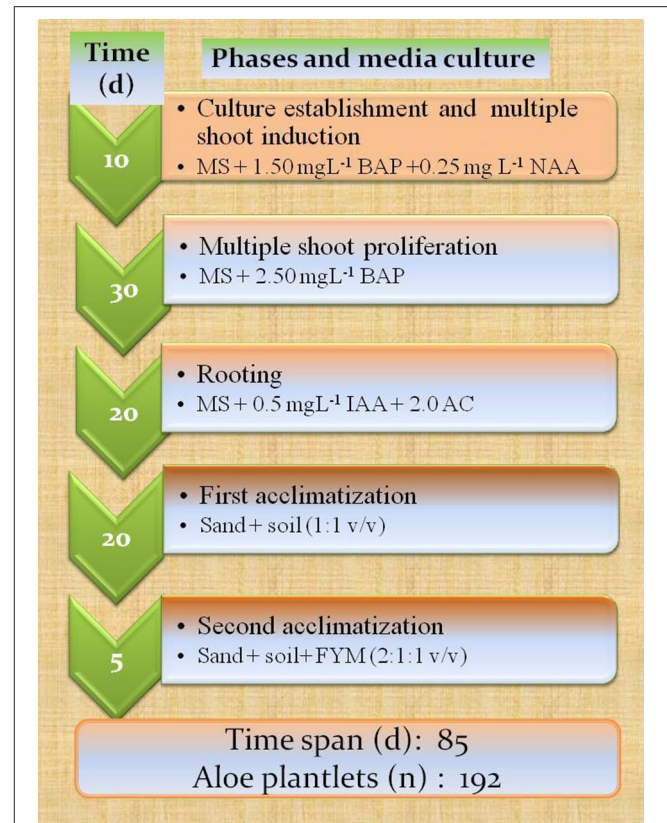 Time
(d)
Phases and media culture
10
• Culture establishment and multiple
shoot induction
• MS + 1.50 mgL⁻¹ BAP +0.25 mg L⁻¹ NAA
30
• Multiple shoot proliferation
• MS + 2.50 mgL⁻¹ BAP
20
• Rooting
• MS + 0.5 mgL⁻¹ IAA + 2.0 AC
20
• First acclimatization
• Sand + soil (1:1 v/v)
5
• Second acclimatization
• Sand + soil+FYM (2:1:1 v/v)
Time span (d): 85
Aloe plantlets (n) : 192